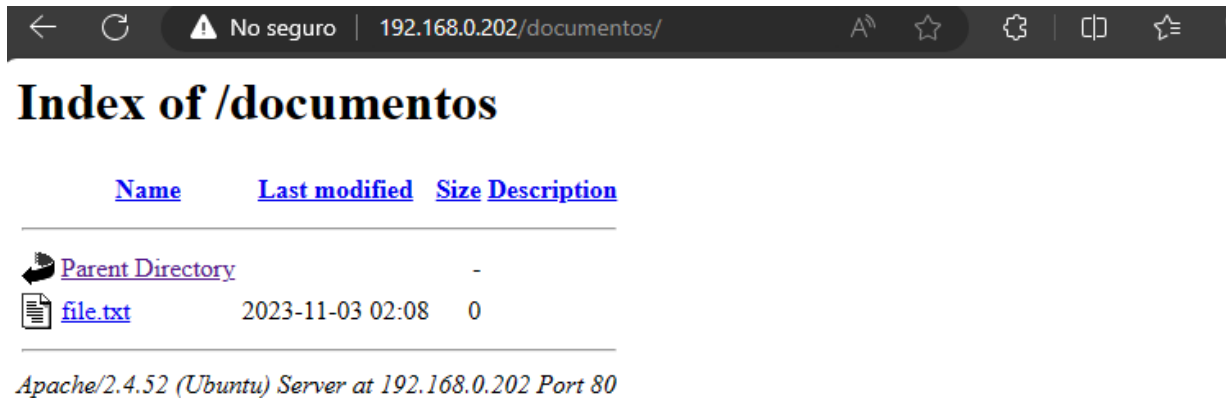 No seguro | 192.168.0.202/documentos/
Index of /documentos
Name Last modified Size Description
Parent Directory -
file.txt 2023-11-03 02:08 0
Apache/2.4.52 (Ubuntu) Server at 192.168.0.202 Port 80